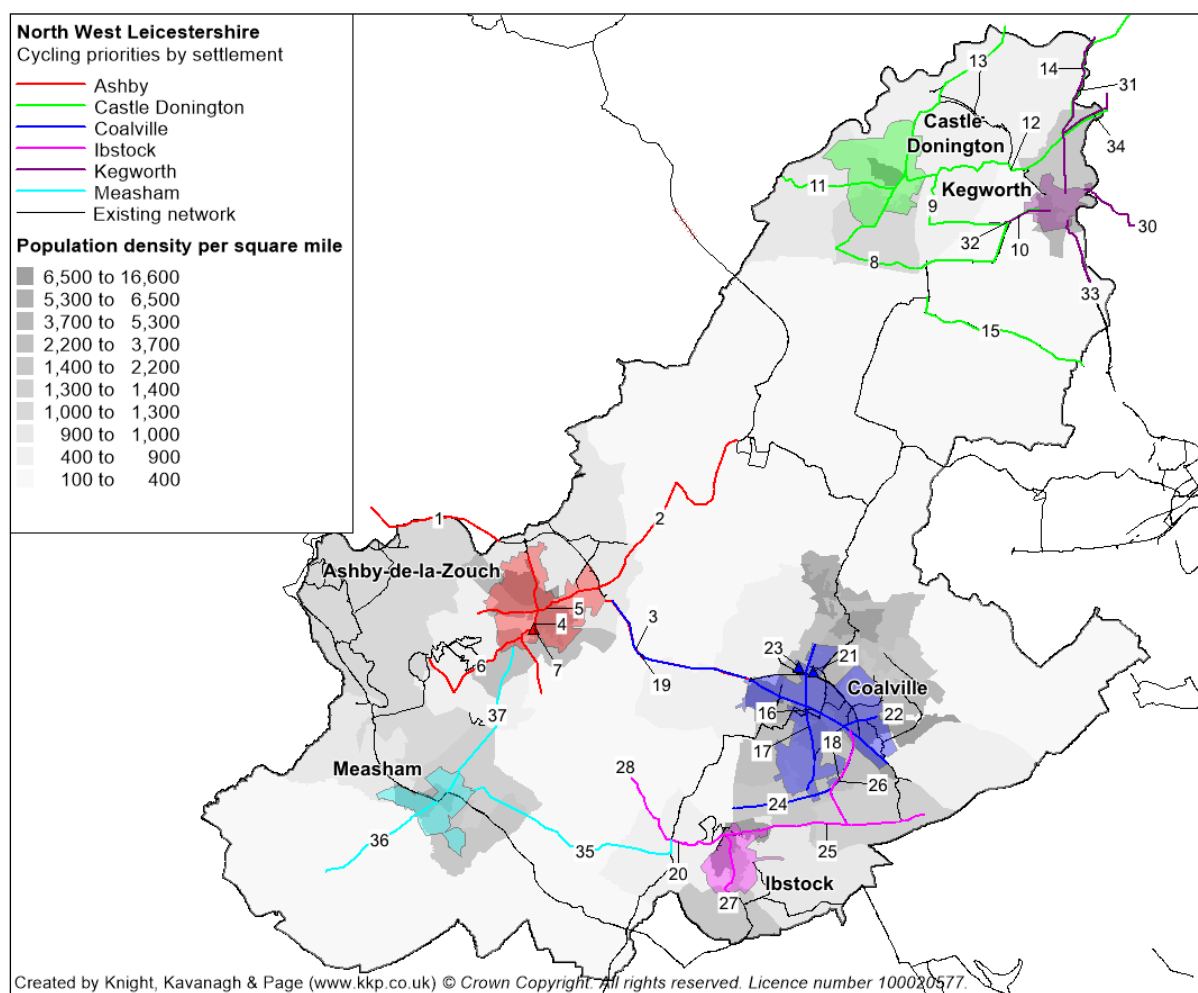 North West Leicestershire
Cycling priorities by settlement
Ashby
Castle Donington
Coalville
Ibstock
Kegworth
Measham
Existing network
Population density per square mile
6,500 to 16,600
5,300 to 6,500
3,700 to 5,300
2,200 to 3,700
1,400 to 2,200
1,300 to 1,400
1,000 to 1,300
900 to 1,000
400 to 900
100 to 400
13
14
31
Castle
Donington
12
34
11
Kegworth
9
32
10
30
8
33
15
1
2
Ashby-de-la-Zouch
5
4
3
6
7
19
23
21
Coalville
16
22
37
17
18
Measham
28
26
24
36
35
25
20
Ibstock
27
Created by Knight, Kavanagh & Page (www.kkp.co.uk) © Crown Copyright. All rights reserved. Licence number 100020577.